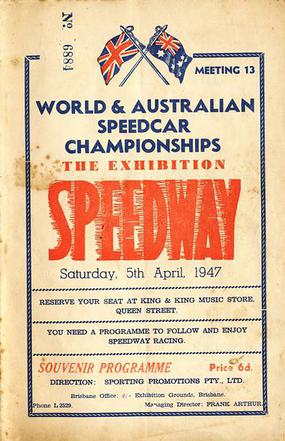 No. 6884
MEETING 13
WORLD & AUSTRALIAN
SPEEDCAR
CHAMPIONSHIPS
THE EXHIBITION
SPEEDWAY
Saturday, 5th April, 1947
RESERVE YOUR SEAT AT KING & KING MUSIC STORE,
QUEEN STREET.
YOU NEED A PROGRAMME TO FOLLOW AND ENJOY
SPEEDWAY RACING.
SOUVENIR PROGRAMME Price 6d.
DIRECTION: SPORTING PROMOTIONS PTY., LTD.
Brisbane Office: c/- Exhibition Grounds, Brisbane.
Phone L 2529. Managing Director: FRANK ARTHUR.